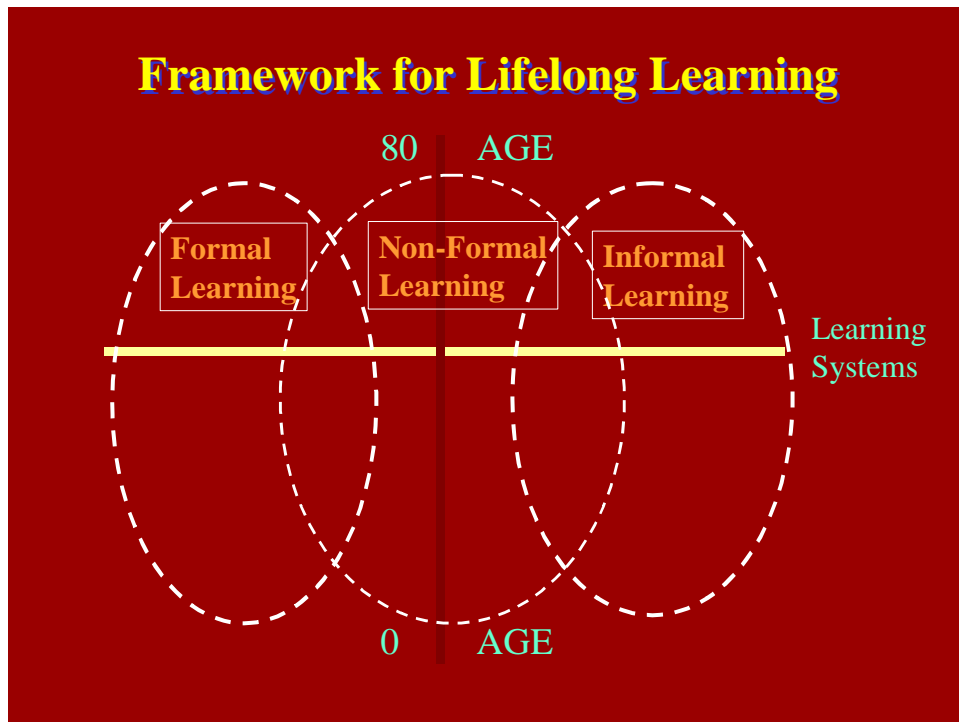 Framework for Lifelong Learning
80 AGE
Formal
Learning
Non-Formal
Learning
Informal
Learning
Learning
Systems
0 AGE